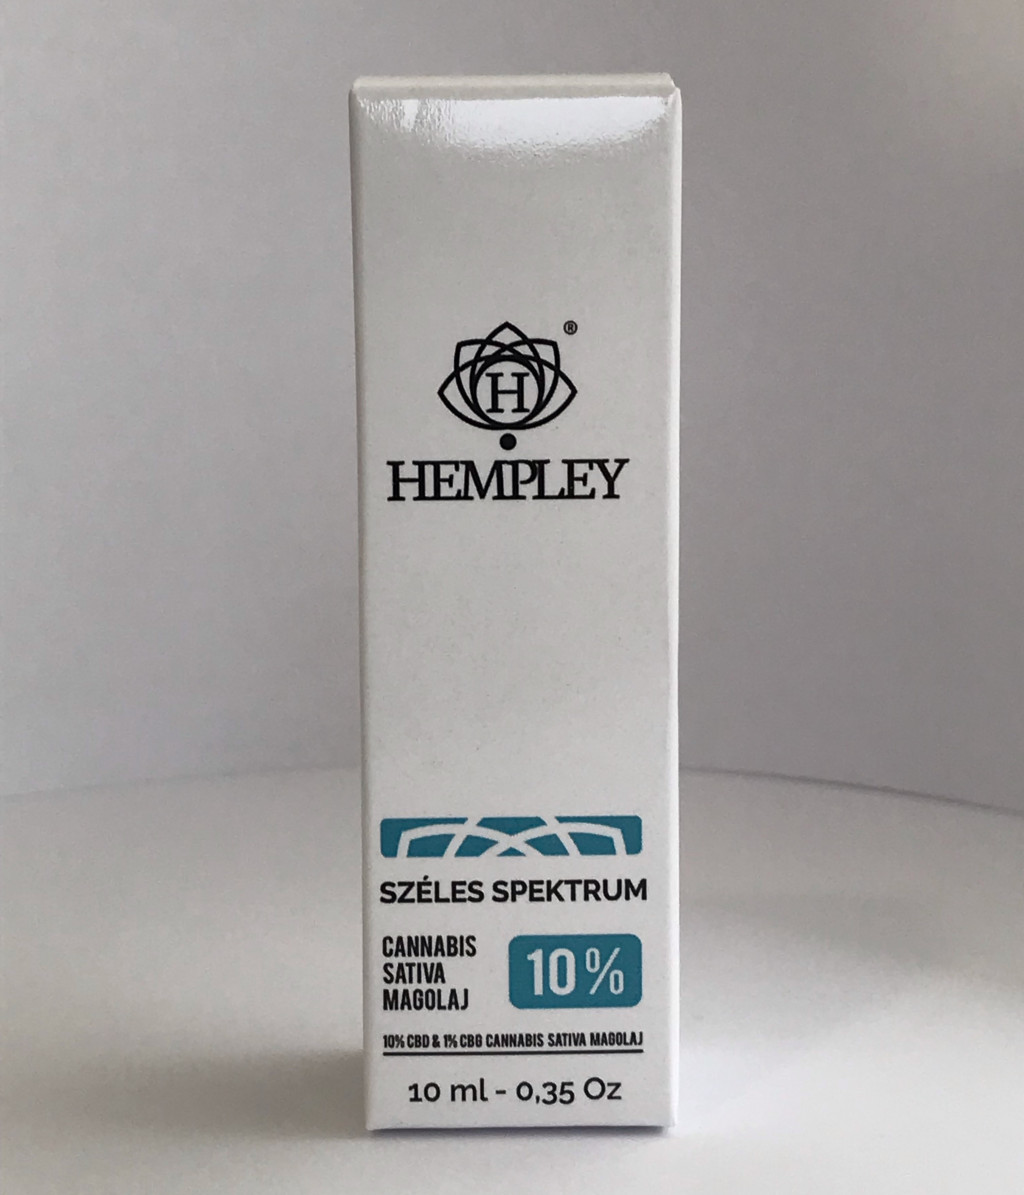 ®
H
HEMPLEY
SZÉLES SPEKTRUM
CANNABIS
SATIVA
MAGOLAJ
10%
10% CBD & 1% CBG CANNABIS SATIVA MAGOLAJ
10 ml - 0,35 Oz